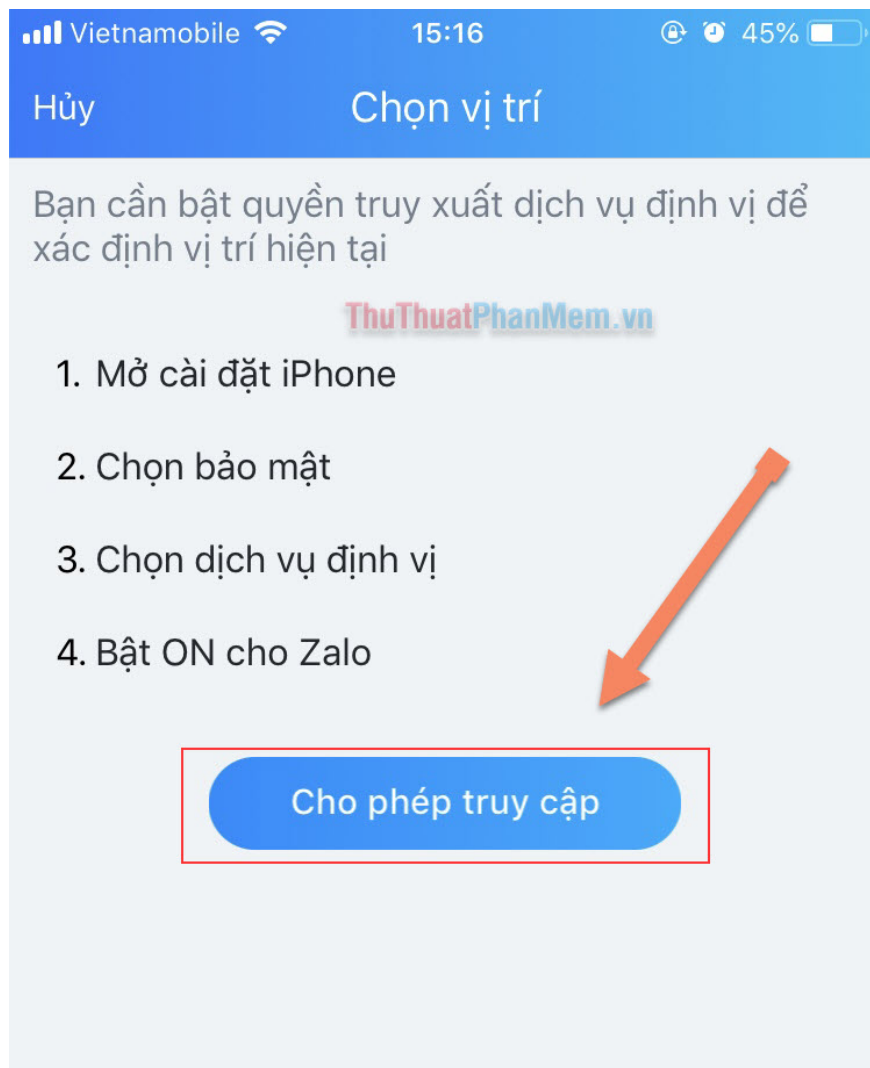 Vietnamobile 15:16 45%
Hủy Chọn vị trí
Bạn cần bật quyền truy xuất dịch vụ định vị để
xác định vị trí hiện tại
ThuThuatPhanMem.vn
1. Mở cài đặt iPhone
2. Chọn bảo mật
3. Chọn dịch vụ định vị
4. Bật ON cho Zalo
Cho phép truy cập